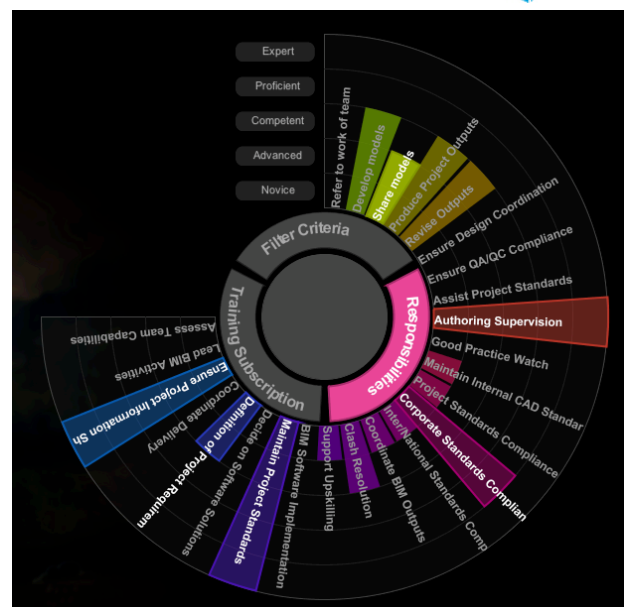 Expert
Proficient
Competent
Advanced
Novice
Refer to work of team
Develop models
Share models
Produce Project Outputs
Revise Outputs
Ensure Design Coordination
Ensure QA/QC Compliance
Assist Project Standards
Authoring Supervision
Good Practice Watch
Maintain Internal CAD Standar
Project Standards Compliance
Corporate Standards Complian
Inter/National Standards Comp
Coordinate BIM Outputs
Clash Resolution
Support Upskilling
BIM Software Implementation
Maintain Project Standards
Decide on Software Solutions
Definition of Project Requirem
Coordinate Delivery
Ensure Project Information Sh
Lead BIM Activities
Assess Team Capabilities
Filter Criteria
Responsibilities
Training Subscription